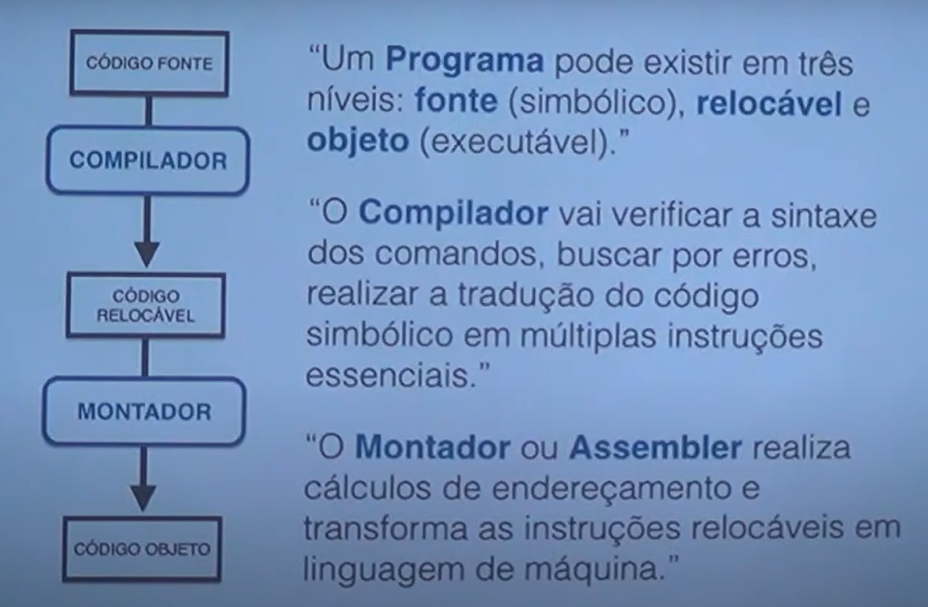 CÓDIGO FONTE
COMPILADOR
CÓDIGO
RELOCÁVEL
MONTADOR
CÓDIGO OBJETO
“Um Programa pode existir em três
níveis: fonte (simbólico), relocável e
objeto (executável).”
“O Compilador vai verificar a sintaxe
dos comandos, buscar por erros,
realizar a tradução do código
simbólico em múltiplas instruções
essenciais.”
“O Montador ou Assembler realiza
cálculos de endereçamento e
transforma as instruções relocáveis em
linguagem de máquina.”